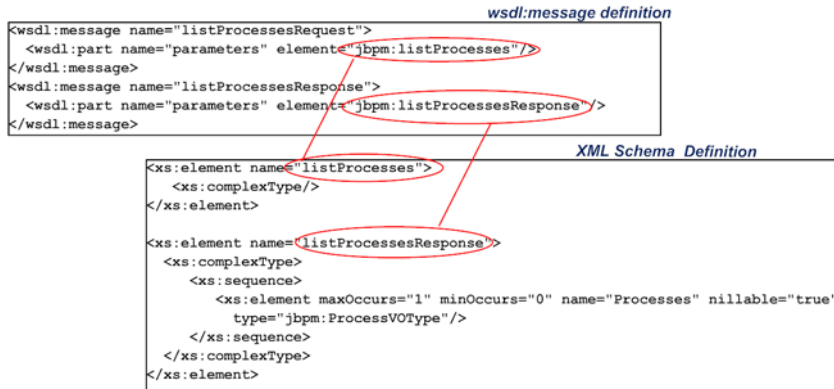 wsdl:message definition
<wsdl:message name="listProcessesRequest">
<wsdl:part name="parameters" element="jbpm:listProcesses"/>
</wsdl:message>
<wsdl:message name="listProcessesResponse">
<wsdl:part name="parameters" element="jbpm:listProcessesResponse"/>
</wsdl:message>
XML Schema Definition
<xs:element name="listProcesses">
<xs:complexType/>
</xs:element>
<xs:element name="listProcessesResponse">
<xs:complexType>
<xs:sequence>
<xs:element maxOccurs="1" minOccurs="0" name="Processes" nillable="true"
type="jbpm:ProcessVOType"/>
</xs:sequence>
</xs:complexType>
</xs:element>